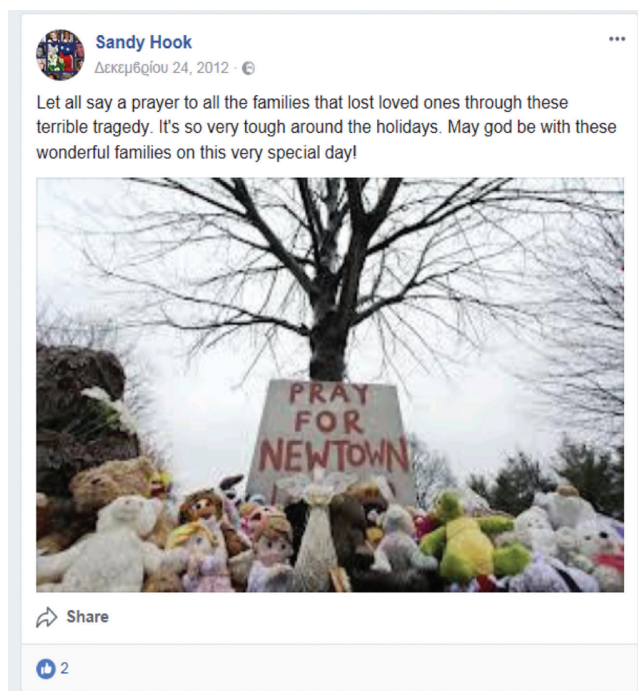 Sandy Hook
Δεκεμβρίου 24, 2012
Let all say a prayer to all the families that lost loved ones through these
terrible tragedy. It's so very tough around the holidays. May god be with these
wonderful families on this very special day!
PRAY
FOR
NEWTOWN
Share
2